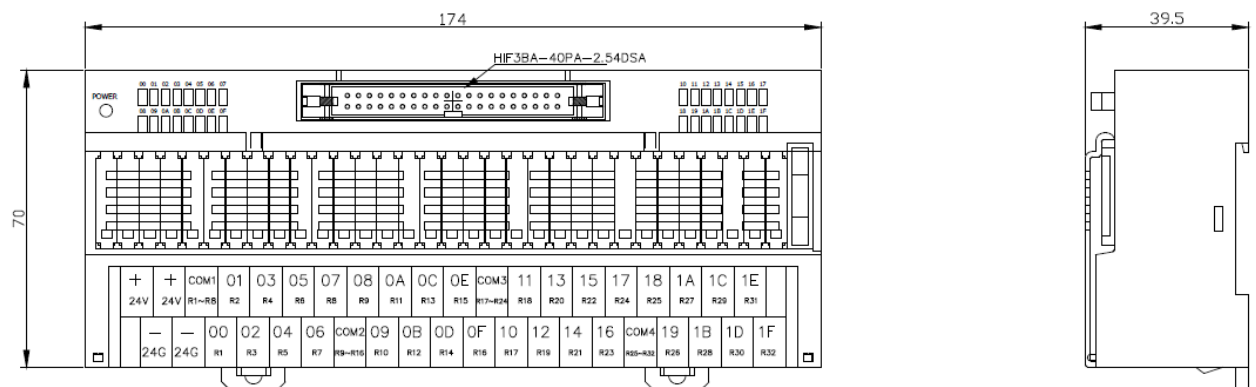 174
39.5
HIF3BA-40PA-2.54DSA
00 01 02 03 04 05 06 07
10 11 12 13 14 15 16 17
POWER
08 09 0A 0B 0C 0D 0E 0F
18 19 1A 1B 1C 1D 1E 1F
70
+ + COM1 01 03 05 07 08 0A 0C 0E COM3 11 13 15 17 18 1A 1C 1E
24V 24V R1~R8 R2 R4 R6 R8 R9 R11 R13 R15 R17~R24 R18 R20 R22 R24 R25 R27 R29 R31
- - 00 02 04 06 COM2 09 0B 0D 0F 10 12 14 16 COM4 19 1B 1D 1F
24G 24G R1 R3 R5 R7 R9~R16 R10 R12 R14 R16 R17 R19 R21 R23 R25~R32 R26 R28 R30 R32